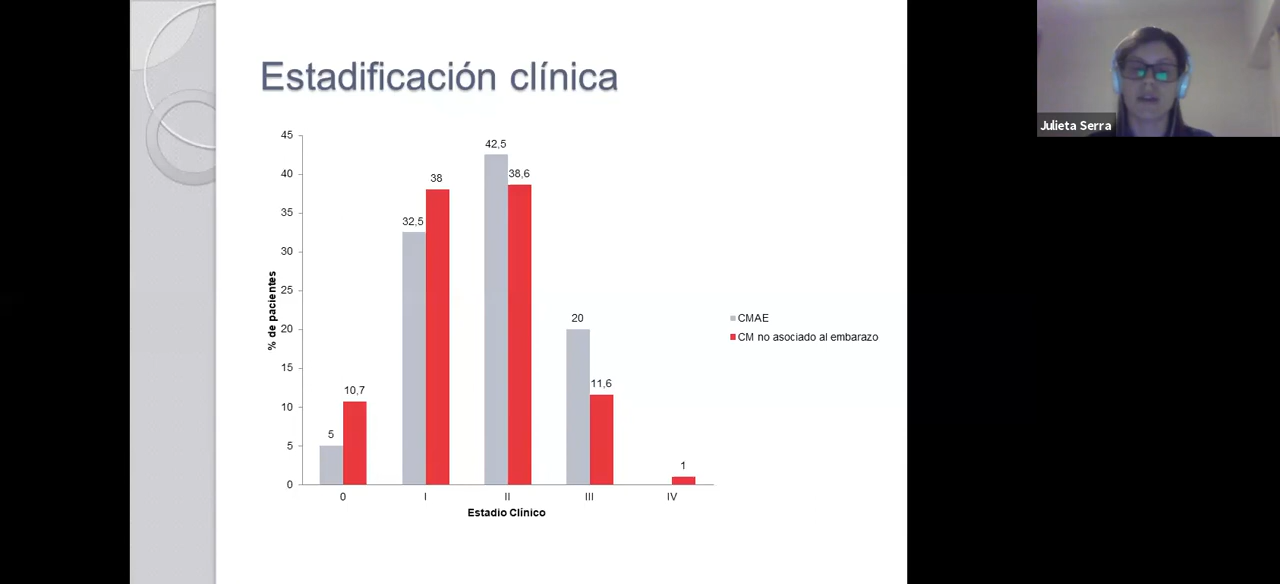 Estadificación clínica
Julieta Serra
45
40
35
30
25
20
15
10
5
0
% de pacientes
5
10,7
32,5
38
42,5
38,6
20
11,6
1
0 I II III IV
Estadio Clínico
CMAE
CM no asociado al embarazo